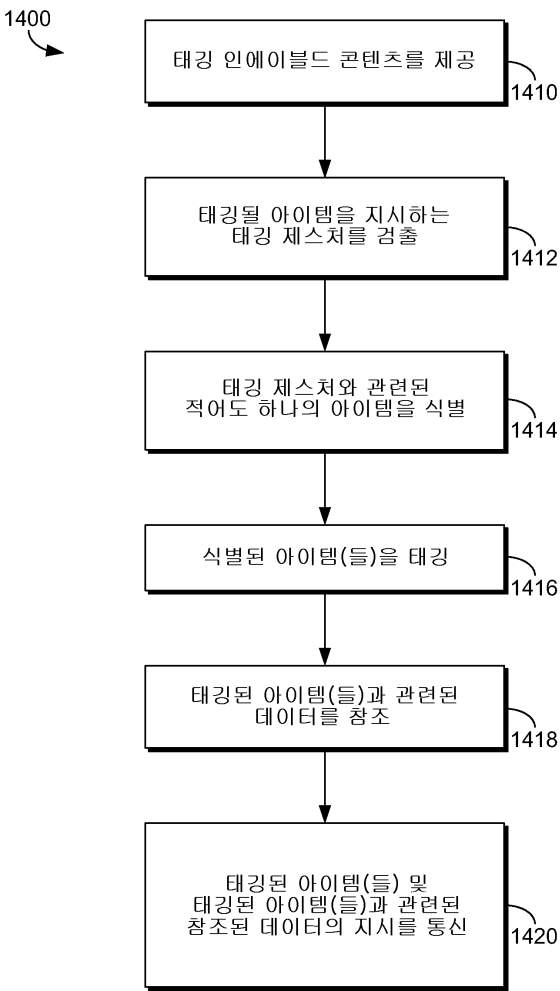 1400
태깅 인에이블드 콘텐츠를 제공
1410
태깅될 아이템을 지시하는
태깅 제스처를 검출
1412
태깅 제스처와 관련된
적어도 하나의 아이템을 식별
1414
식별된 아이템(들)을 태깅
1416
태깅된 아이템(들)과 관련된
데이터를 참조
1418
태깅된 아이템(들) 및
태깅된 아이템(들)과 관련된
참조된 데이터의 지시를 통신
1420